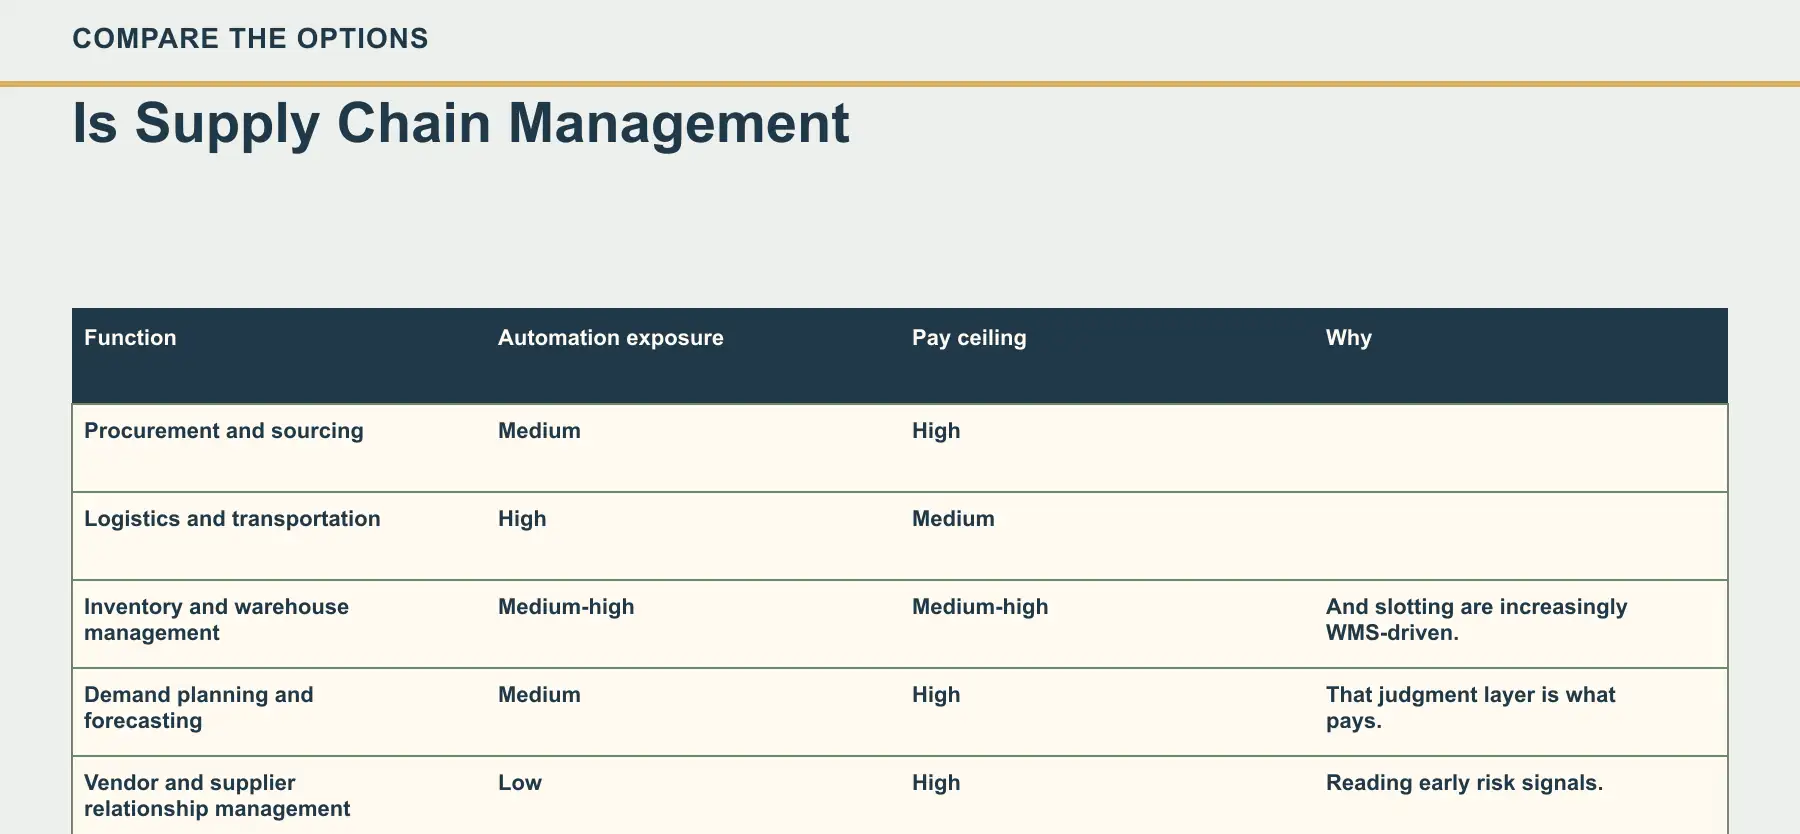 COMPARE THE OPTIONS
Is Supply Chain Management
Function Automation exposure Pay ceiling Why
Procurement and sourcing Medium High
Logistics and transportation High Medium
Inventory and warehouse Medium-high Medium-high And slotting are increasingly
management WMS-driven.
Demand planning and Medium High That judgment layer is what
forecasting pays.
Vendor and supplier Low High Reading early risk signals.
relationship management